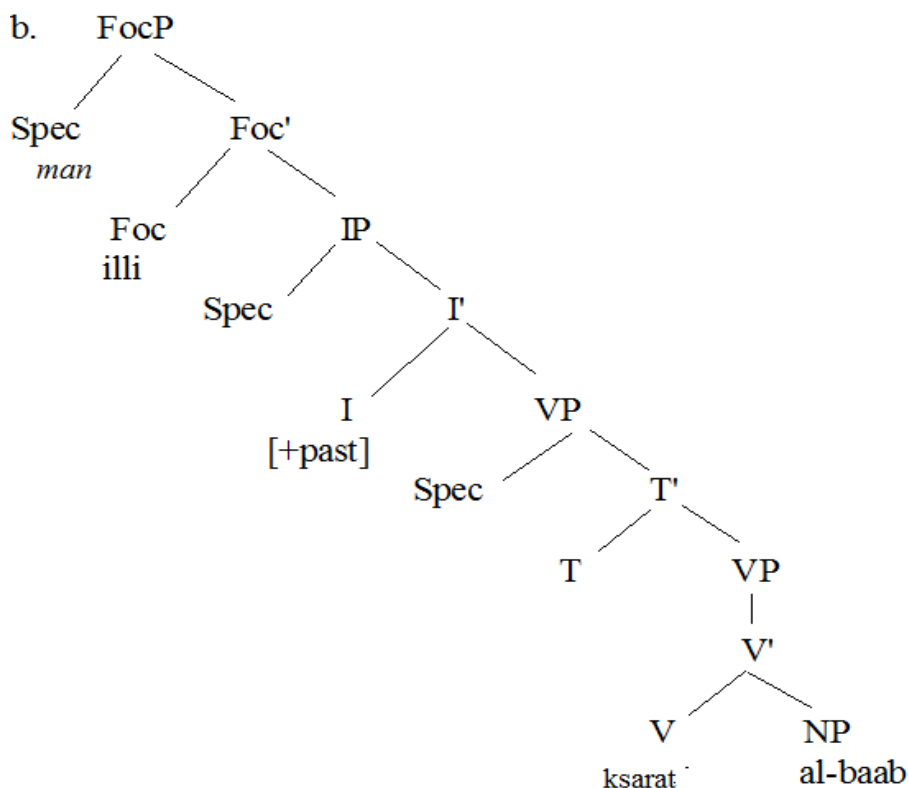 b. FocP
Spec Foc'
man
Foc IP
illi
Spec I'
I VP
[+past]
Spec T'
T VP
V'
V NP
ksarat al-baab